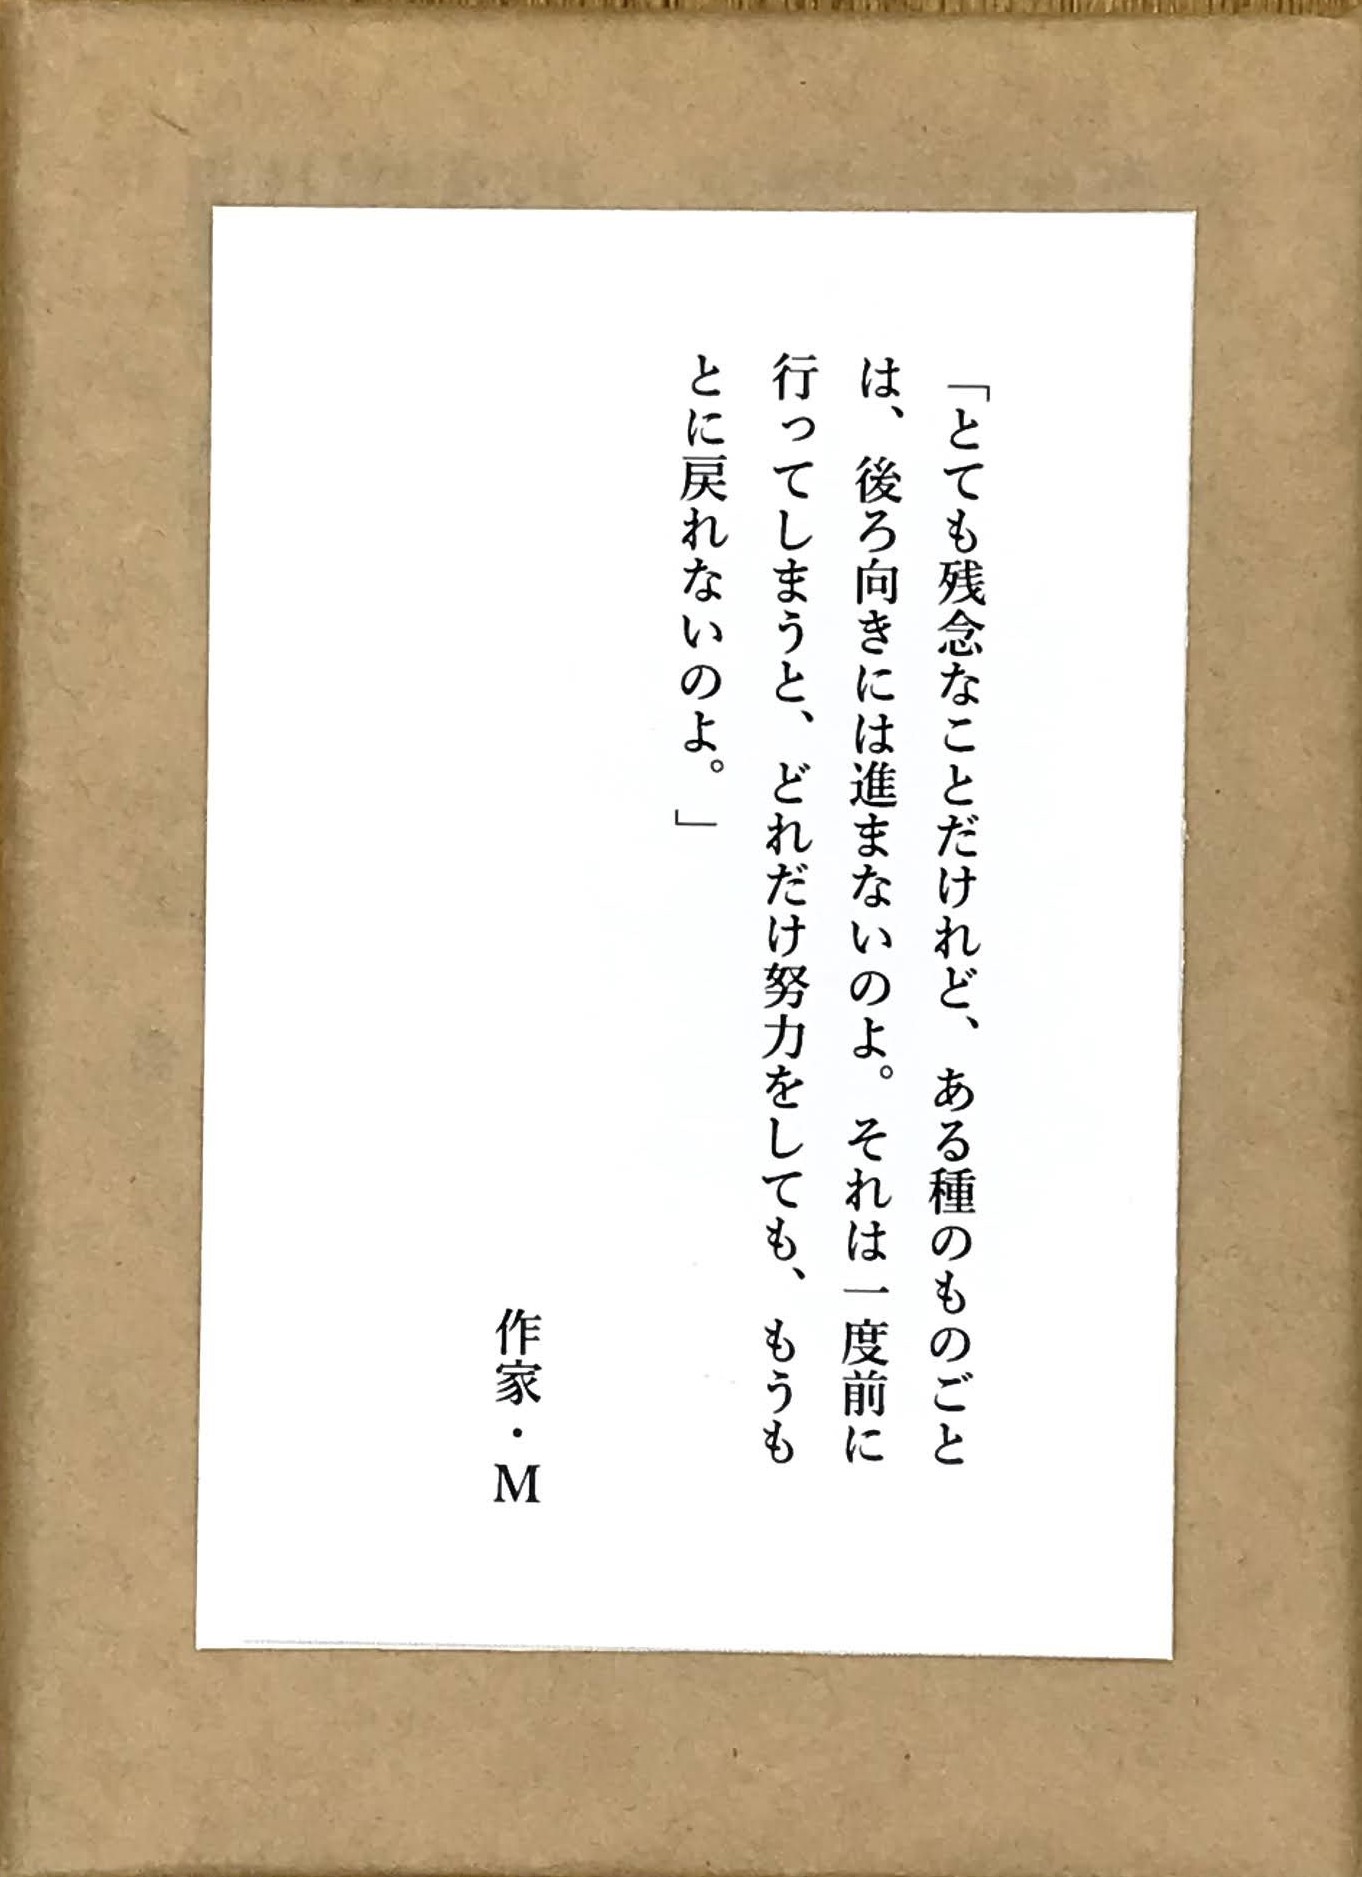 「とても残念なことだけれど、ある種のものごと
は、後ろ向きには進まないのよ。それは一度前に
行ってしまうと、どれだけ努力をしても、もうも
とに戻れないのよ。」
作家・M